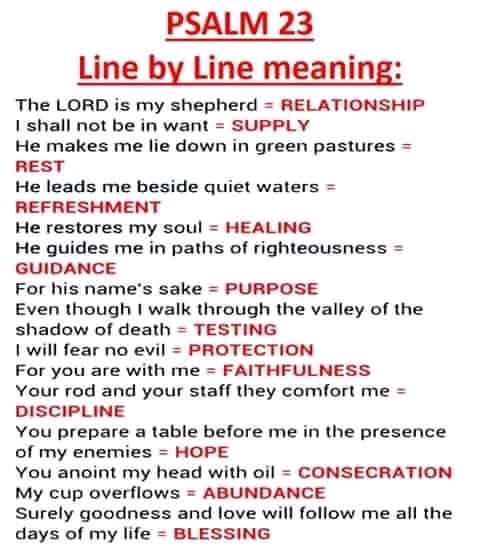 PSALM 23
Line by Line meaning:
The LORD is my shepherd = RELATIONSHIP
I shall not be in want = SUPPLY
He makes me lie down in green pastures =
REST
He leads me beside quiet waters =
REFRESHMENT
He restores my soul = HEALING
He guides me in paths of righteousness =
GUIDANCE
For his name's sake = PURPOSE
Even though I walk through the valley of the
shadow of death = TESTING
I will fear no evil = PROTECTION
For you are with me = FAITHFULNESS
Your rod and your staff they comfort me =
DISCIPLINE
You prepare a table before me in the presence
of my enemies = HOPE
You anoint my head with oil = CONSECRATION
My cup overflows = ABUNDANCE
Surely goodness and love will follow me all the
days of my life = BLESSING